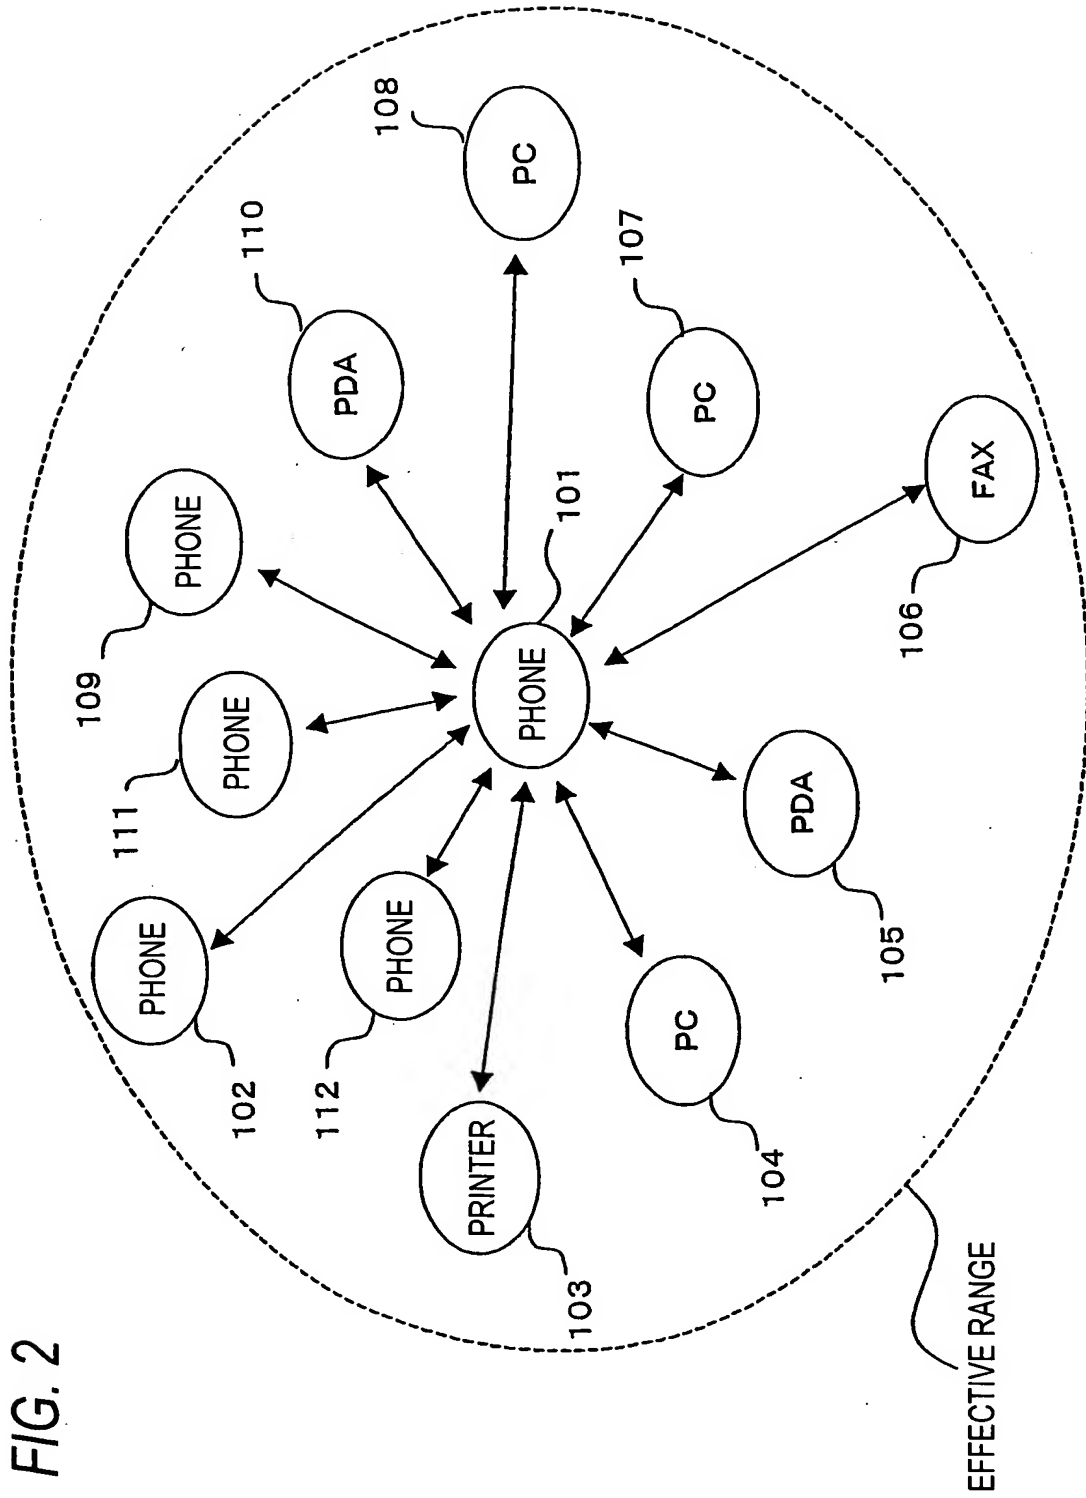 FIG. 2
PHONE
102
PHONE
111
PHONE
109
PDA
110
PC
108
PHONE
112
PRINTER
103
PHONE
101
PC
107
PC
104
PDA
105
FAX
106
EFFECTIVE RANGE